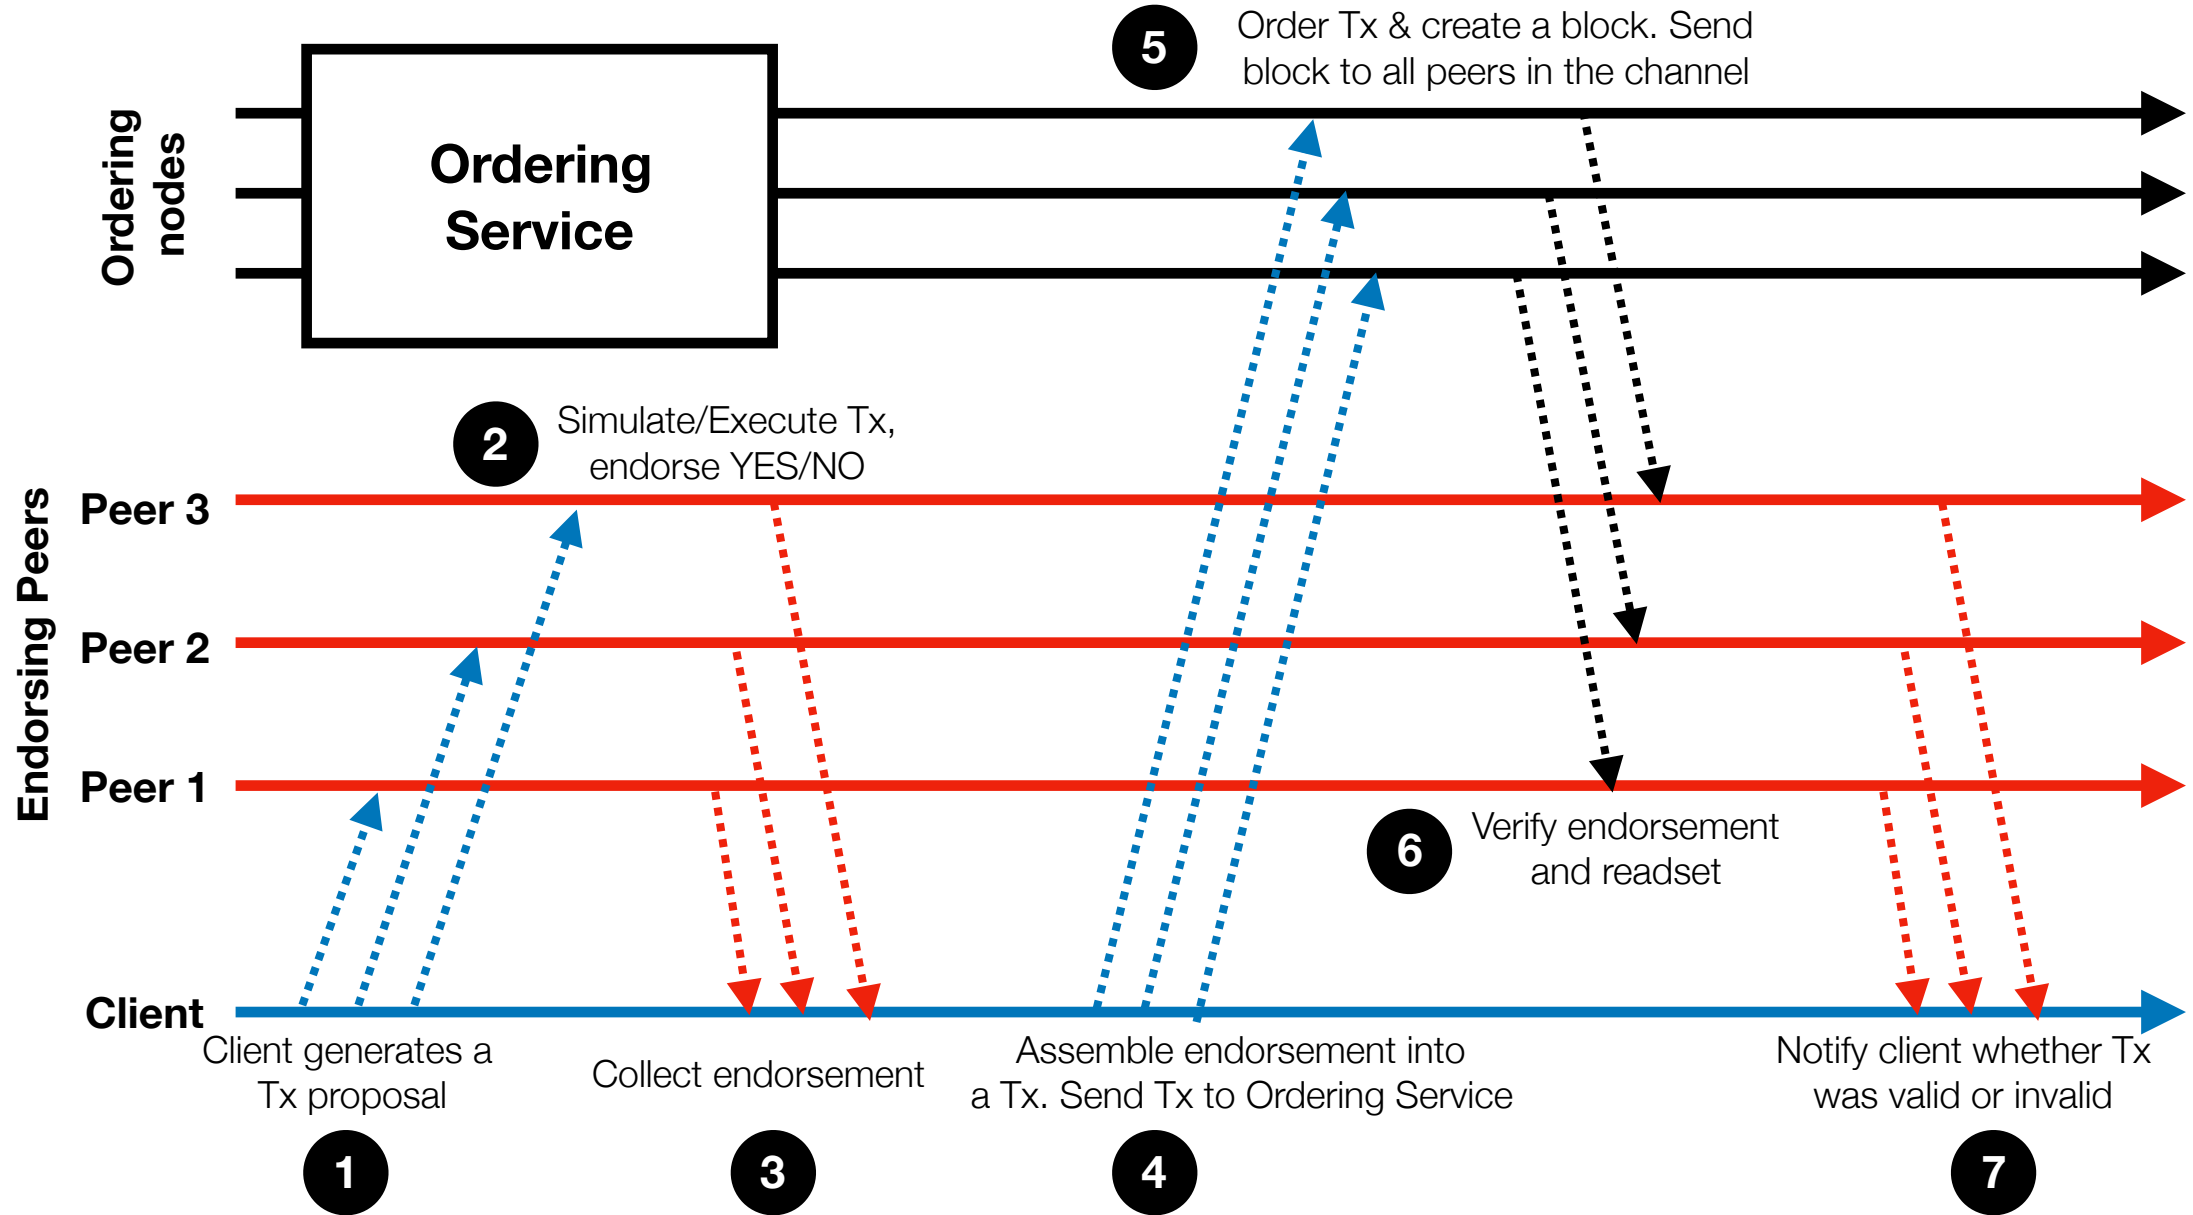 5
Order Tx & create a block. Send
block to all peers in the channel
Ordering
nodes
Ordering
Service
2
Simulate/Execute Tx,
endorse YES/NO
Endorsing Peers
Peer 3
Peer 2
Peer 1
6
Verify endorsement
and readset
Client
Client generates a
Tx proposal
1
Collect endorsement
3
Assemble endorsement into
a Tx. Send Tx to Ordering Service
4
Notify client whether Tx
was valid or invalid
7